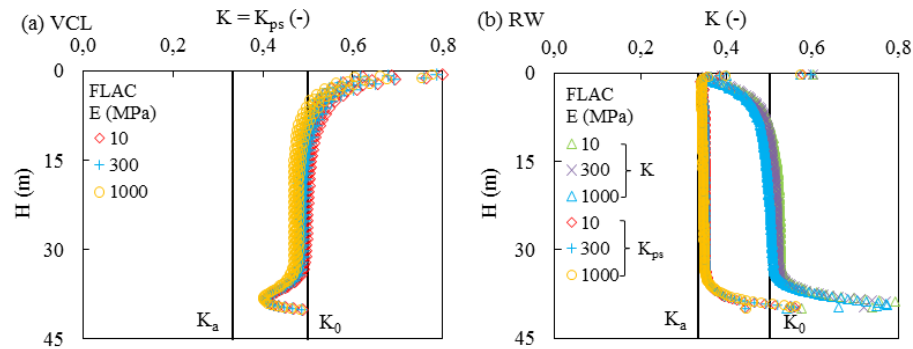 (a) VCL
K = Kps (-)
0,0 0,2 0,4 0,6 0,8
0
15
30
45
H (m)
FLAC
E (MPa)
10
300
1000
Ka
K0
(b) RW
K (-)
0,0 0,2 0,4 0,6 0,8
0
15
30
45
H (m)
FLAC
E (MPa)
10
300
1000
K
10
300
1000
Kps
Ka
K0